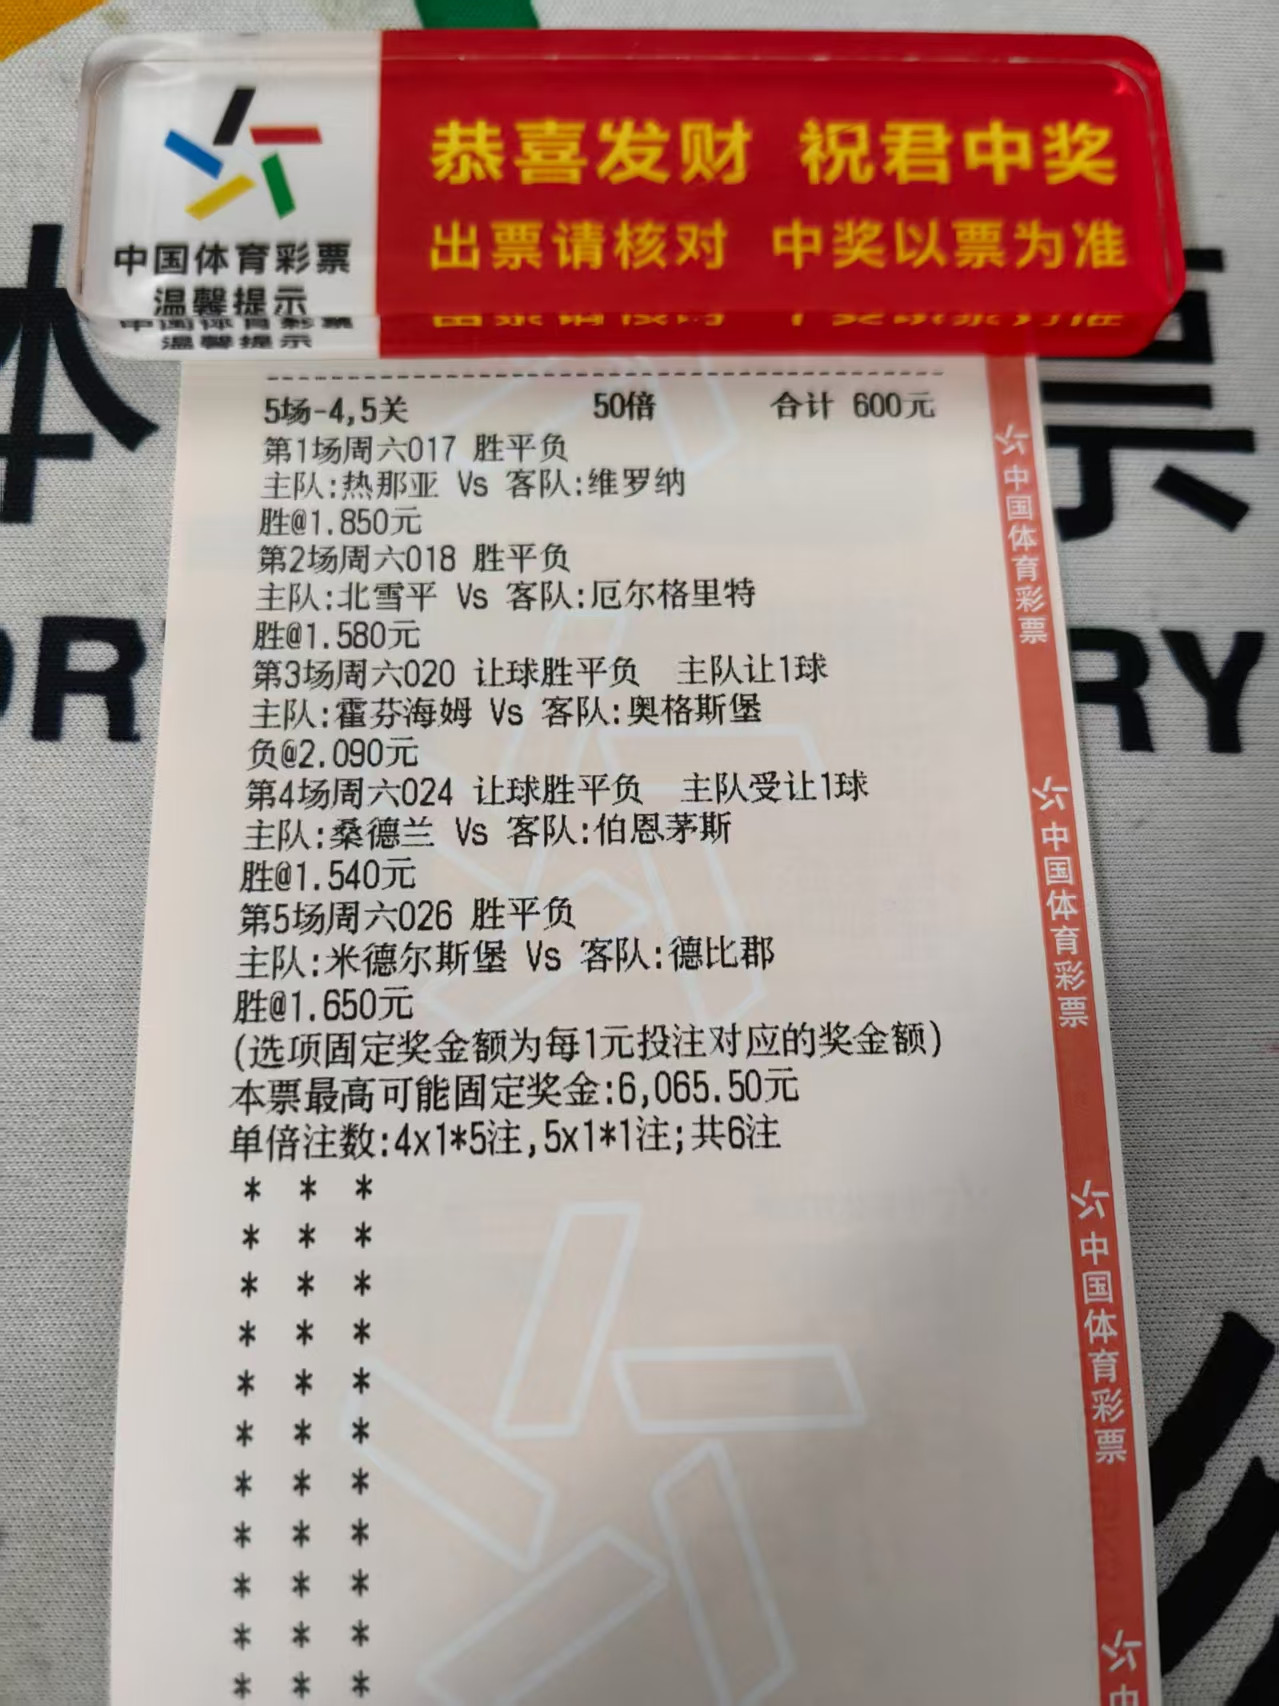 恭喜发财 祝君中奖
出票请核对 中奖以票为准
中国体育彩票
温馨提示
5场-4,5关 50倍 合计 600元
第1场周六017 胜平负
主队:热那亚 Vs 客队:维罗纳
胜@1.850元
第2场周六018 胜平负
主队:北雪平 Vs 客队:厄尔格里特
胜@1.580元
第3场周六020 让球胜平负 主队让1球
主队:霍芬海姆 Vs 客队:奥格斯堡
负@2.090元
第4场周六024 让球胜平负 主队受让1球
主队:桑德兰 Vs 客队:伯恩茅斯
胜@1.540元
第5场周六026 胜平负
主队:米德尔斯堡 Vs 客队:德比郡
胜@1.650元
(选项固定奖金额为每1元投注对应的奖金额)
本票最高可能固定奖金:6,065.50元
单倍注数:4x1*5注,5x1*1注;共6注
* * *
* * *
* * *
* * *
* * *
* * *
* * *
* * *
* * *
* * *
* * *
中国体育彩票
中国体育彩票
中国体育彩票
中
体
票
OR
RY